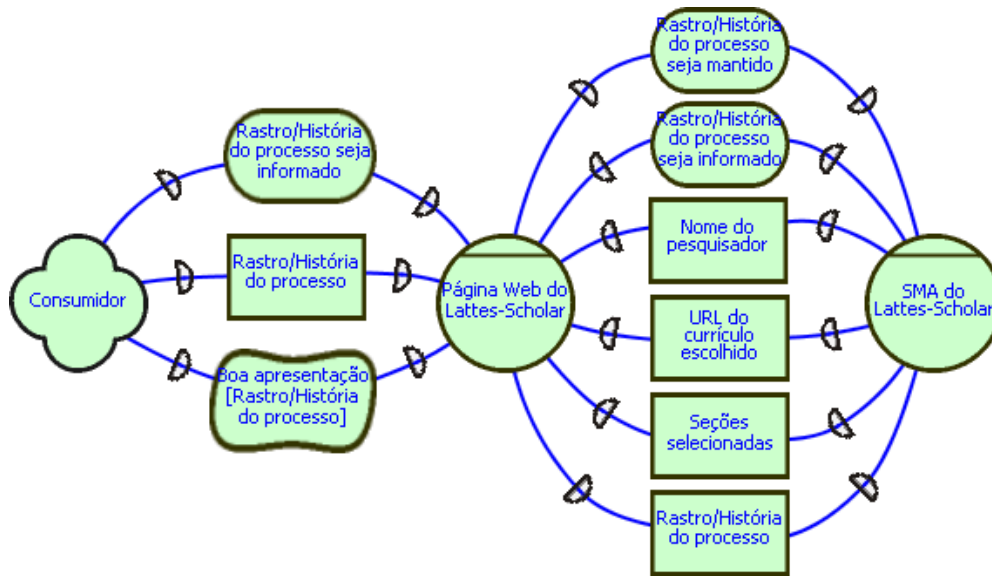 Rastro/História
do processo
seja mantido
Rastro/História
do processo seja
informado
Rastro/História
do processo
seja informado
Nome do
pesquisador
Rastro/História
do processo
Consumidor
Página Web do
Lattes-Scholar
SMA do
Lattes-Scholar
URL do
currículo
escolhido
Boa apresentação
[Rastro/História
do processo]
Seções
selecionadas
Rastro/História
do processo